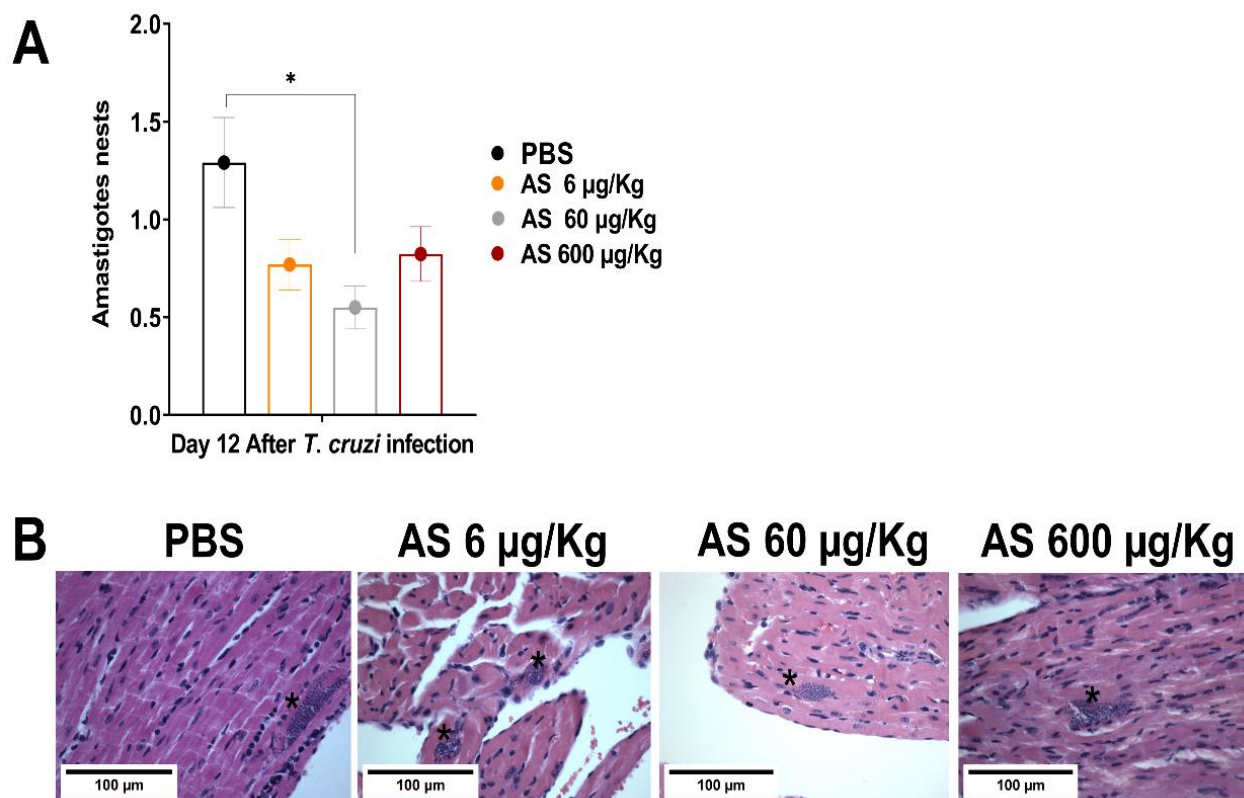 A
2.0
*
1.5
1.0
0.5
0.0
Amastigotes nests
Day 12 After T. cruzi infection
PBS
AS 6 µg/Kg
AS 60 µg/Kg
AS 600 µg/Kg
B
PBS
AS 6 µg/Kg
AS 60 µg/Kg
AS 600 µg/Kg
*
*
*
*
*
100 µm
100 µm
100 µm
100 µm